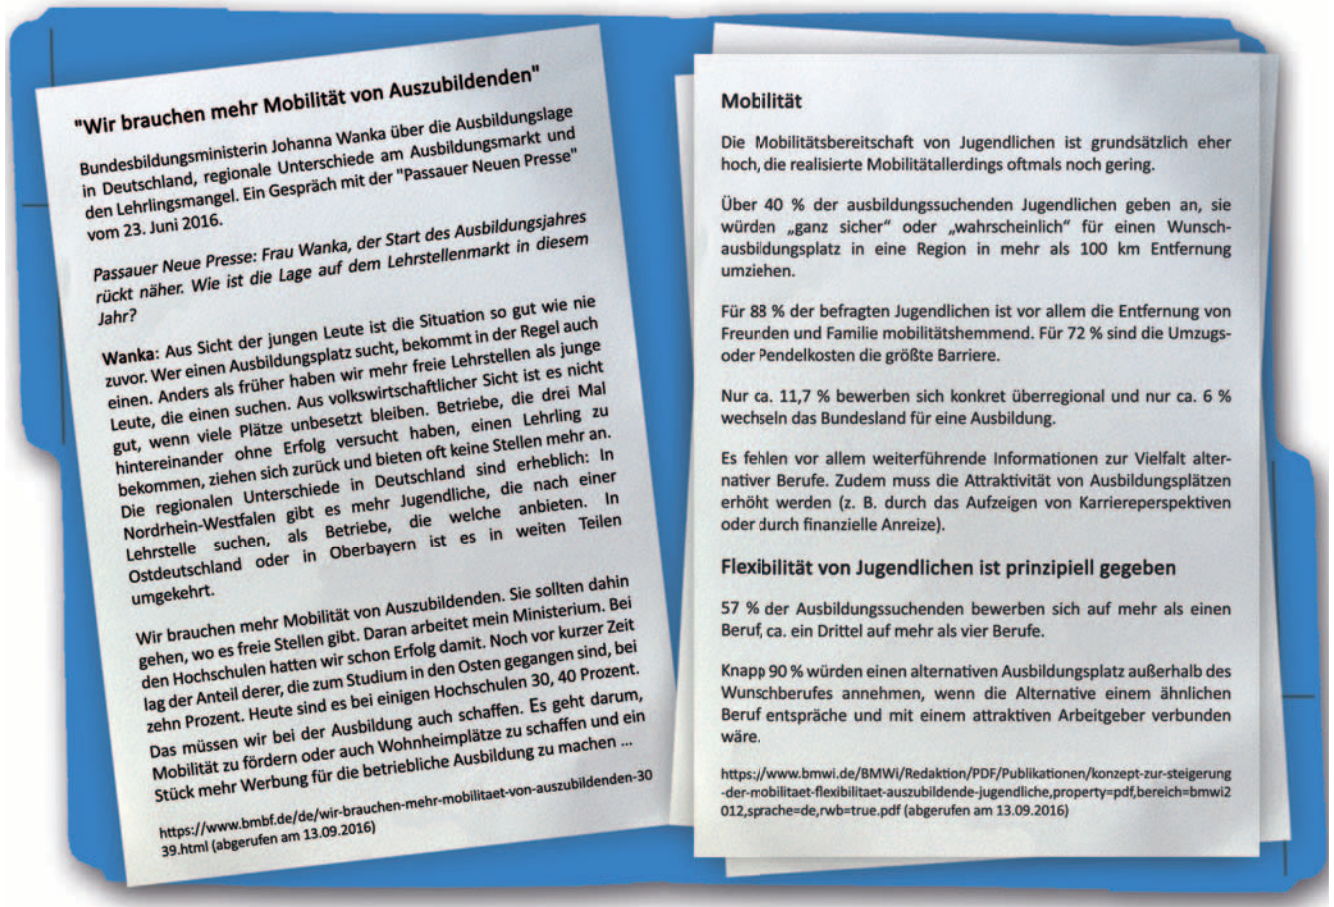 "Wir brauchen mehr Mobilität von Auszubildenden"
Bundesbildungsministerin Johanna Wanka über die Ausbildungslage
in Deutschland, regionale Unterschiede am Ausbildungsmarkt und
den Lehrlingsmangel. Ein Gespräch mit der "Passauer Neuen Presse"
vom 23. Juni 2016.
Passauer Neue Presse: Frau Wanka, der Start des Ausbildungsjahres
rückt näher. Wie ist die Lage auf dem Lehrstellenmarkt in diesem
Jahr?
Wanka: Aus Sicht der jungen Leute ist die Situation so gut wie nie
zuvor. Wer einen Ausbildungsplatz sucht, bekommt in der Regel auch
einen. Anders als früher haben wir mehr freie Lehrstellen als junge
Leute, die einen suchen. Aus volkswirtschaftlicher Sicht ist es nicht
gut, wenn viele Plätze unbesetzt bleiben. Betriebe, die drei Mal
hintereinander ohne Erfolg versucht haben, einen Lehrling zu
bekommen, ziehen sich zurück und bieten oft keine Stellen mehr an.
Die regionalen Unterschiede in Deutschland sind erheblich: In
Nordrhein-Westfalen gibt es mehr Jugendliche, die nach einer
Lehrstelle suchen, als Betriebe, die welche anbieten. In
Ostdeutschland oder in Oberbayern ist es in weiten Teilen
umgekehrt.
Wir brauchen mehr Mobilität von Auszubildenden. Sie sollten dahin
gehen, wo es freie Stellen gibt. Daran arbeitet mein Ministerium. Bei
den Hochschulen hatten wir schon Erfolg damit. Noch vor kurzer Zeit
lag der Anteil derer, die zum Studium in den Osten gegangen sind, bei
zehn Prozent. Heute sind es bei einigen Hochschulen 30, 40 Prozent.
Das müssen wir bei der Ausbildung auch schaffen. Es geht darum,
Mobilität zu fördern oder auch Wohnheimplätze zu schaffen und ein
Stück mehr Werbung für die betriebliche Ausbildung zu machen ...
https://www.bmbf.de/de/wir-brauchen-mehr-mobilitaet-von-auszubildenden-30
39.html (abgerufen am 13.09.2016)
Mobilität
Die Mobilitätsbereitschaft von Jugendlichen ist grundsätzlich eher
hoch, die realisierte Mobilitätallerdings oftmals noch gering.
Über 40 % der ausbildungssuchenden Jugendlichen geben an, sie
würden „ganz sicher" oder „wahrscheinlich" für einen Wunsch-
ausbildungsplatz in eine Region in mehr als 100 km Entfernung
umziehen.
Für 83 % der befragten Jugendlichen ist vor allem die Entfernung von
Freunden und Familie mobilitätshemmend. Für 72 % sind die Umzugs-
oder Pendelkosten die größte Barriere.
Nur ca. 11,7 % bewerben sich konkret überregional und nur ca. 6 %
wechseln das Bundesland für eine Ausbildung.
Es fehlen vor allem weiterführende Informationen zur Vielfalt alter-
nativer Berufe. Zudem muss die Attraktivität von Ausbildungsplätzen
erhöht werden (z. B. durch das Aufzeigen von Karriereperspektiven
oder durch finanzielle Anreize).
Flexibilität von Jugendlichen ist prinzipiell gegeben
57 % der Ausbildungssuchenden bewerben sich auf mehr als einen
Beruf, ca. ein Drittel auf mehr als vier Berufe.
Knapp 90 % würden einen alternativen Ausbildungsplatz außerhalb des
Wunschberufes annehmen, wenn die Alternative einem ähnlichen
Beruf entspräche und mit einem attraktiven Arbeitgeber verbunden
wäre.
https://www.bmwi.de/BMWi/Redaktion/PDF/Publikationen/konzept-zur-steigerung
-der-mobilitaet-flexibilitaet-auszubildende-jugendliche,property=pdf,bereich=bmwi2
012,sprache=de,rwb=true.pdf (abgerufen am 13.09.2016)